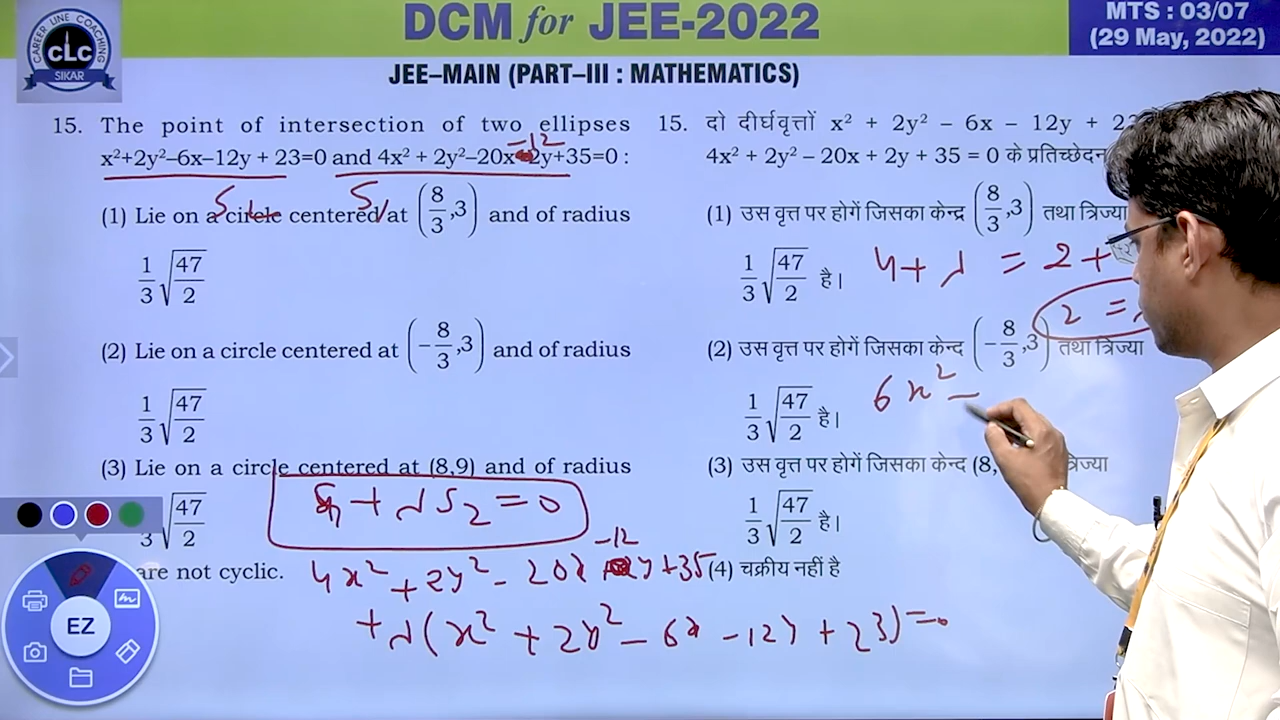 CAREER LINE COACHING
CLC
SIKAR
DCM for JEE-2022
MTS : 03/07
(29 May, 2022)
JEE–MAIN (PART–III : MATHEMATICS)
15. The point of intersection of two ellipses
-12
x²+2y²–6x–12y + 23=0 and 4x² + 2y²–20x 2y+35=0 :
(1) Lie on a circle centered at (8/3,3) and of radius
1/3 √(47/2)
(2) Lie on a circle centered at (-8/3,3) and of radius
1/3 √(47/2)
(3) Lie on a circle centered at (8,9) and of radius
3 √(47/2)
are not cyclic.
S₁ + λ S₂ = 0
-12
4x² + 2y² - 20x y + 35
+ λ(x² + 2y² - 6x - 12y + 23) = 0
EZ
15. दो दीर्घवृत्तों x² + 2y² – 6x – 12y + 23
4x² + 2y² – 20x + 2y + 35 = 0 के प्रतिच्छेदन
(1) उस वृत्त पर होगें जिसका केन्द्र (8/3,3) तथा त्रिज्या
1/3 √(47/2) है।
4 + λ = 2 +
2 =
(2) उस वृत्त पर होगें जिसका केन्द (-8/3,3) तथा त्रिज्या
1/3 √(47/2) है।
6x² -
(3) उस वृत्त पर होगें जिसका केन्द (8, त्रिज्या
1/3 √(47/2) है।
(4) चक्रीय नहीं है